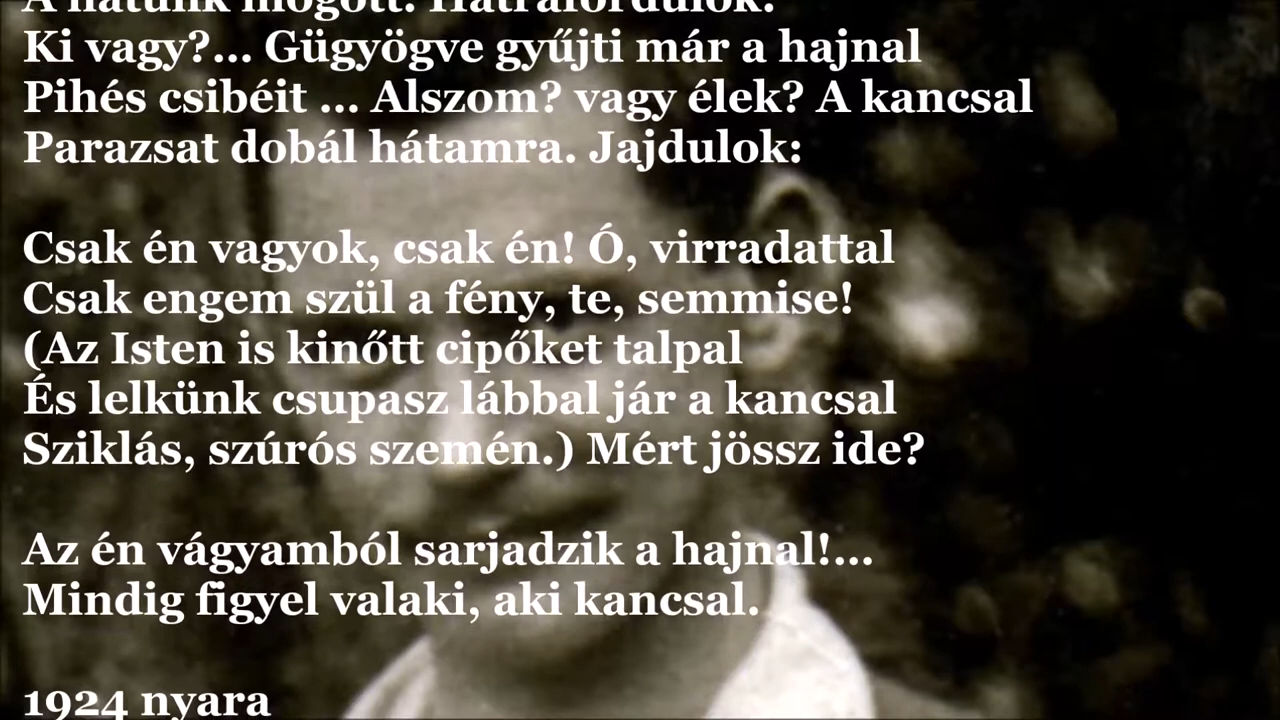 A hátunk mögött. Hátrafordulok:
Ki vagy?... Gügyögve gyűjti már a hajnal
Pihés csibéit ... Alszom? vagy élek? A kancsal
Parazsat dobál hátamra. Jajdulok:
Csak én vagyok, csak én! Ó, virradattal
Csak engem szül a fény, te, semmise!
(Az Isten is kinőtt cipőket talpal
És lelkünk csupasz lábbal jár a kancsal
Sziklás, szúrós szemén.) Mért jössz ide?
Az én vágyamból sarjadzik a hajnal!...
Mindig figyel valaki, aki kancsal.
1924 nyara